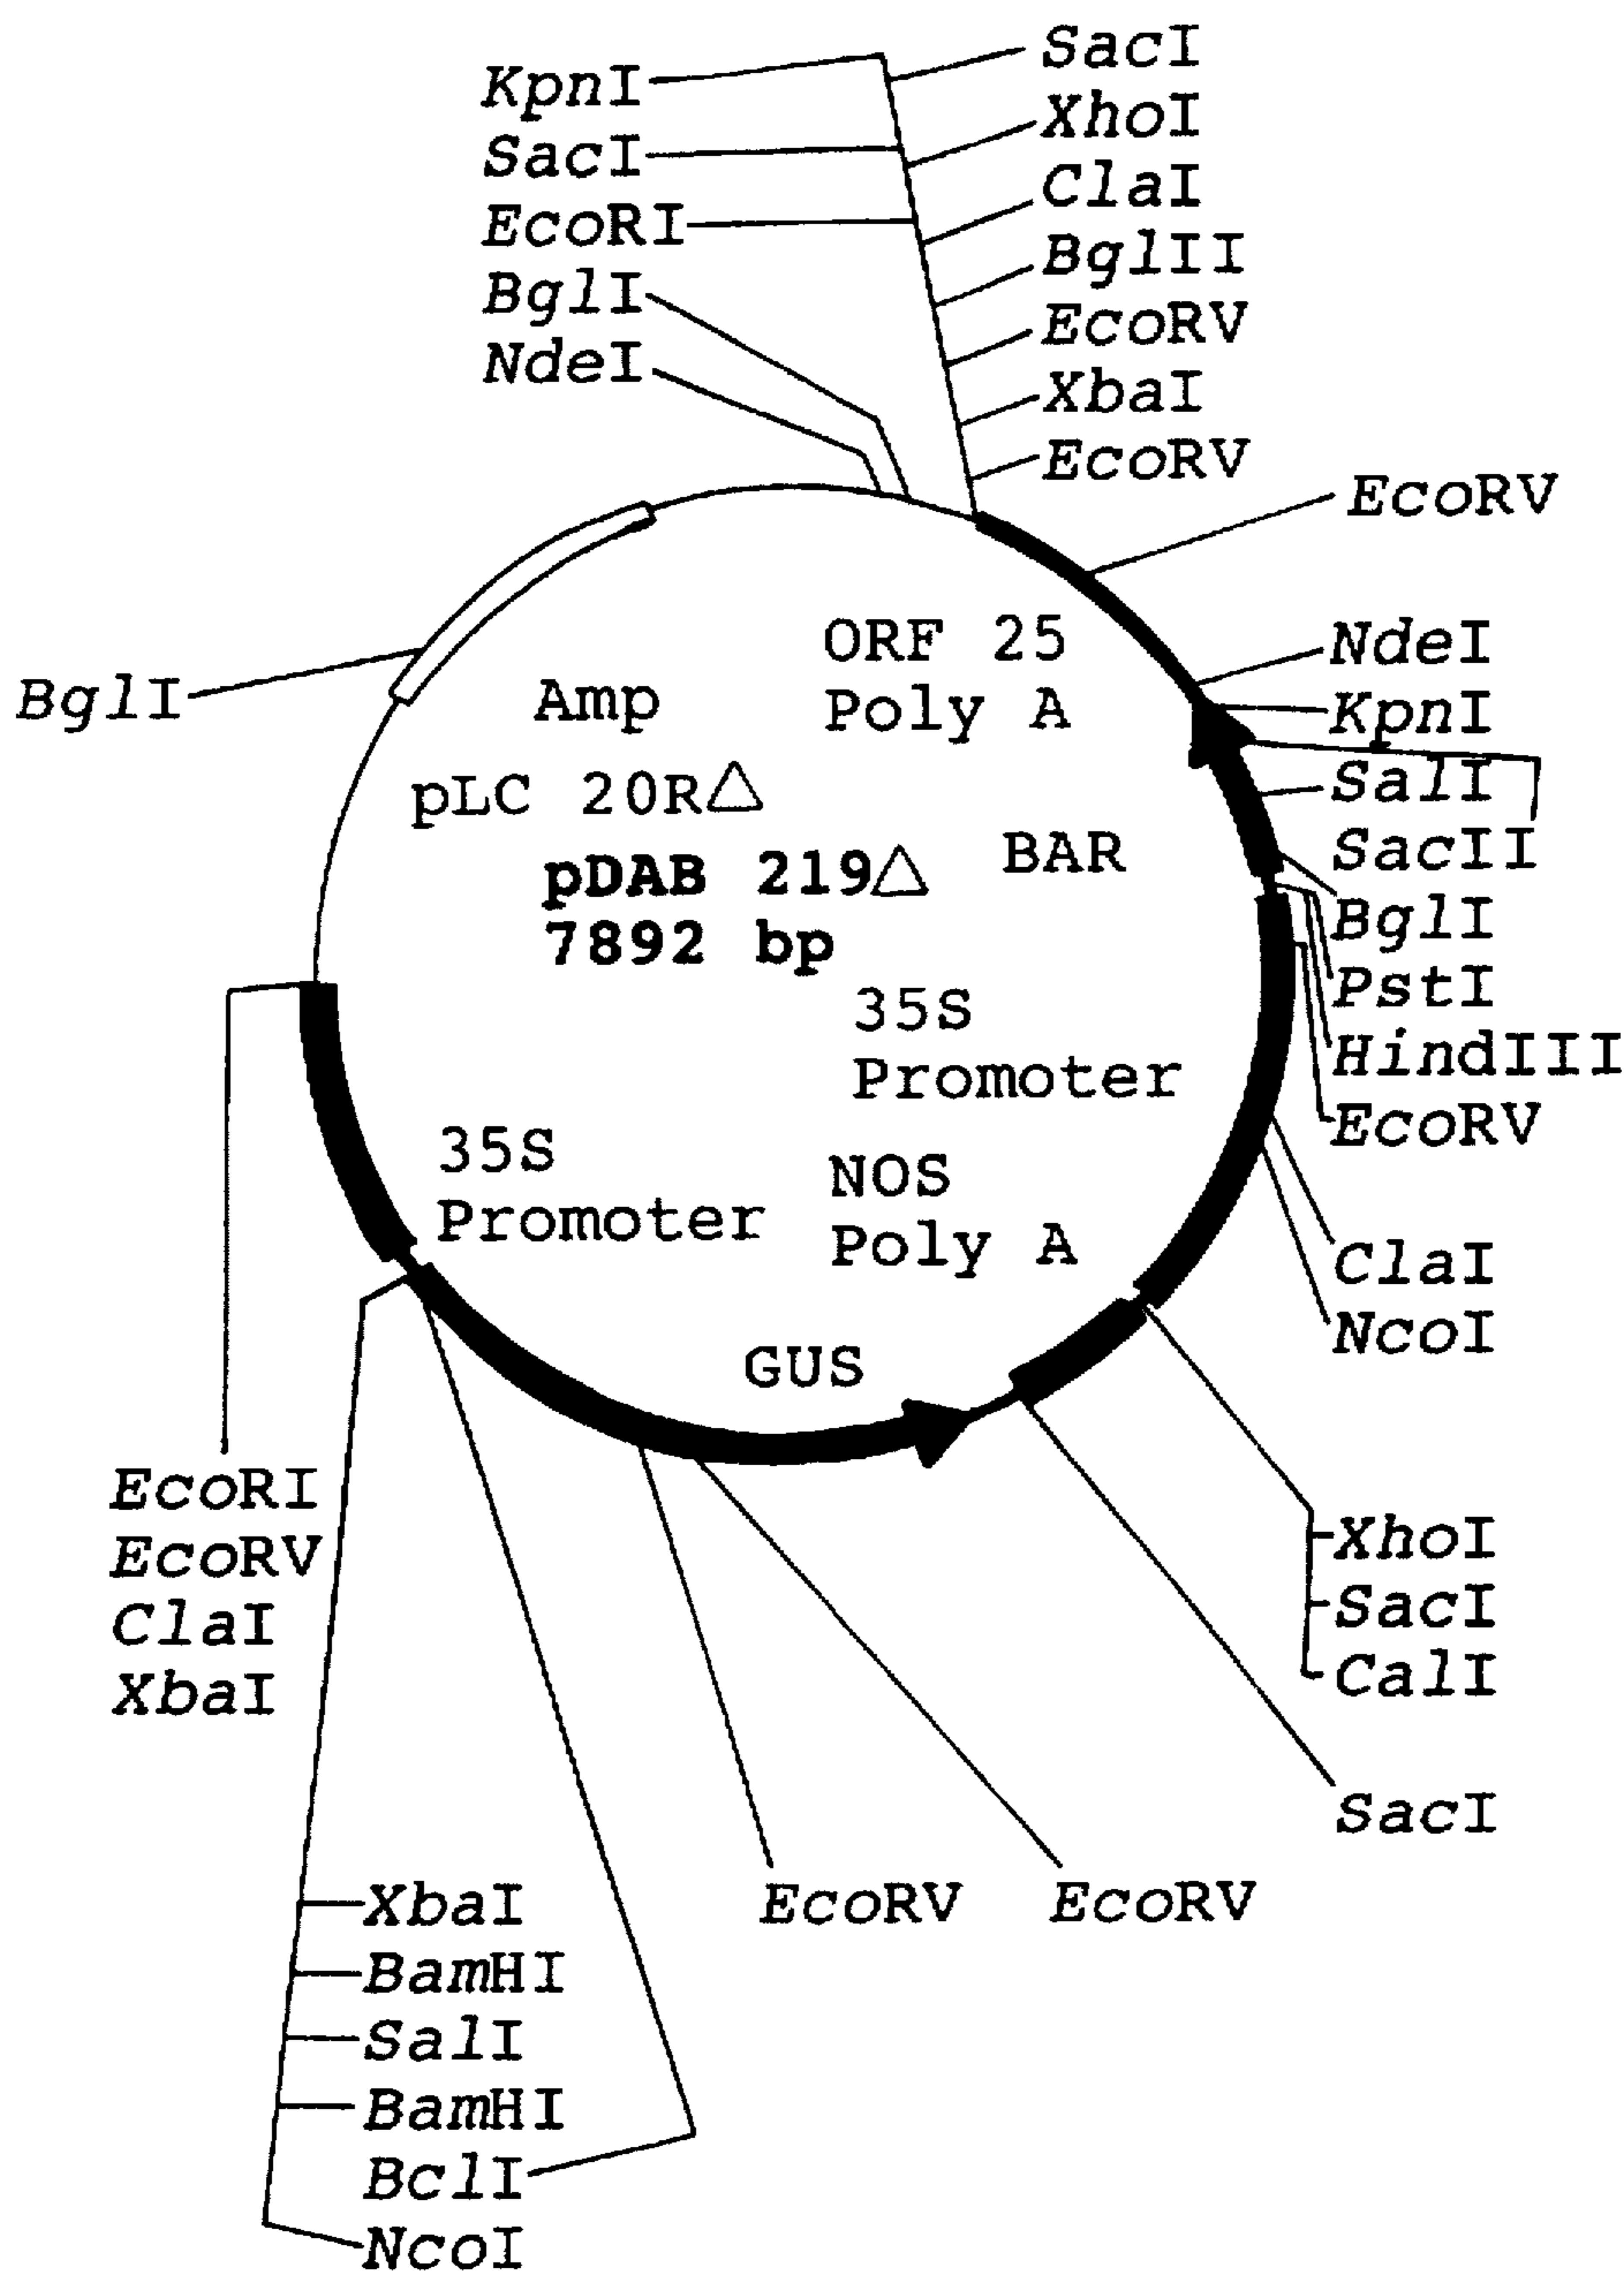 KpnI
SacI
EcoRI
BglI
NdeI
SacI
XhoI
ClaI
BglII
EcoRV
XbaI
EcoRV
EcoRV
NdeI
KpnI
SalI
SacII
BglI
PstI
HindIII
EcoRV
ClaI
NcoI
XhoI
SacI
CalI
SacI
BglI
Amp
ORF 25
Poly A
pLC 20R△
BAR
pDAB 219△
7892 bp
35S
Promoter
35S
Promoter
NOS
Poly A
GUS
EcoRI
EcoRV
ClaI
XbaI
EcoRV
EcoRV
XbaI
BamHI
SalI
BamHI
BclI
NcoI